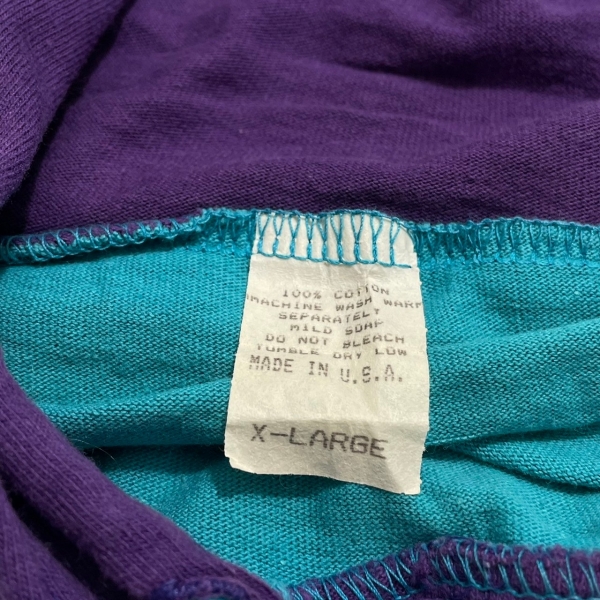 100% COTTON
MACHINE WASH WARM
SEPARATELY
MILD SOAP
DO NOT BLEACH
TUMBLE DRY LOW
MADE IN U.S.A.
X-LARGE